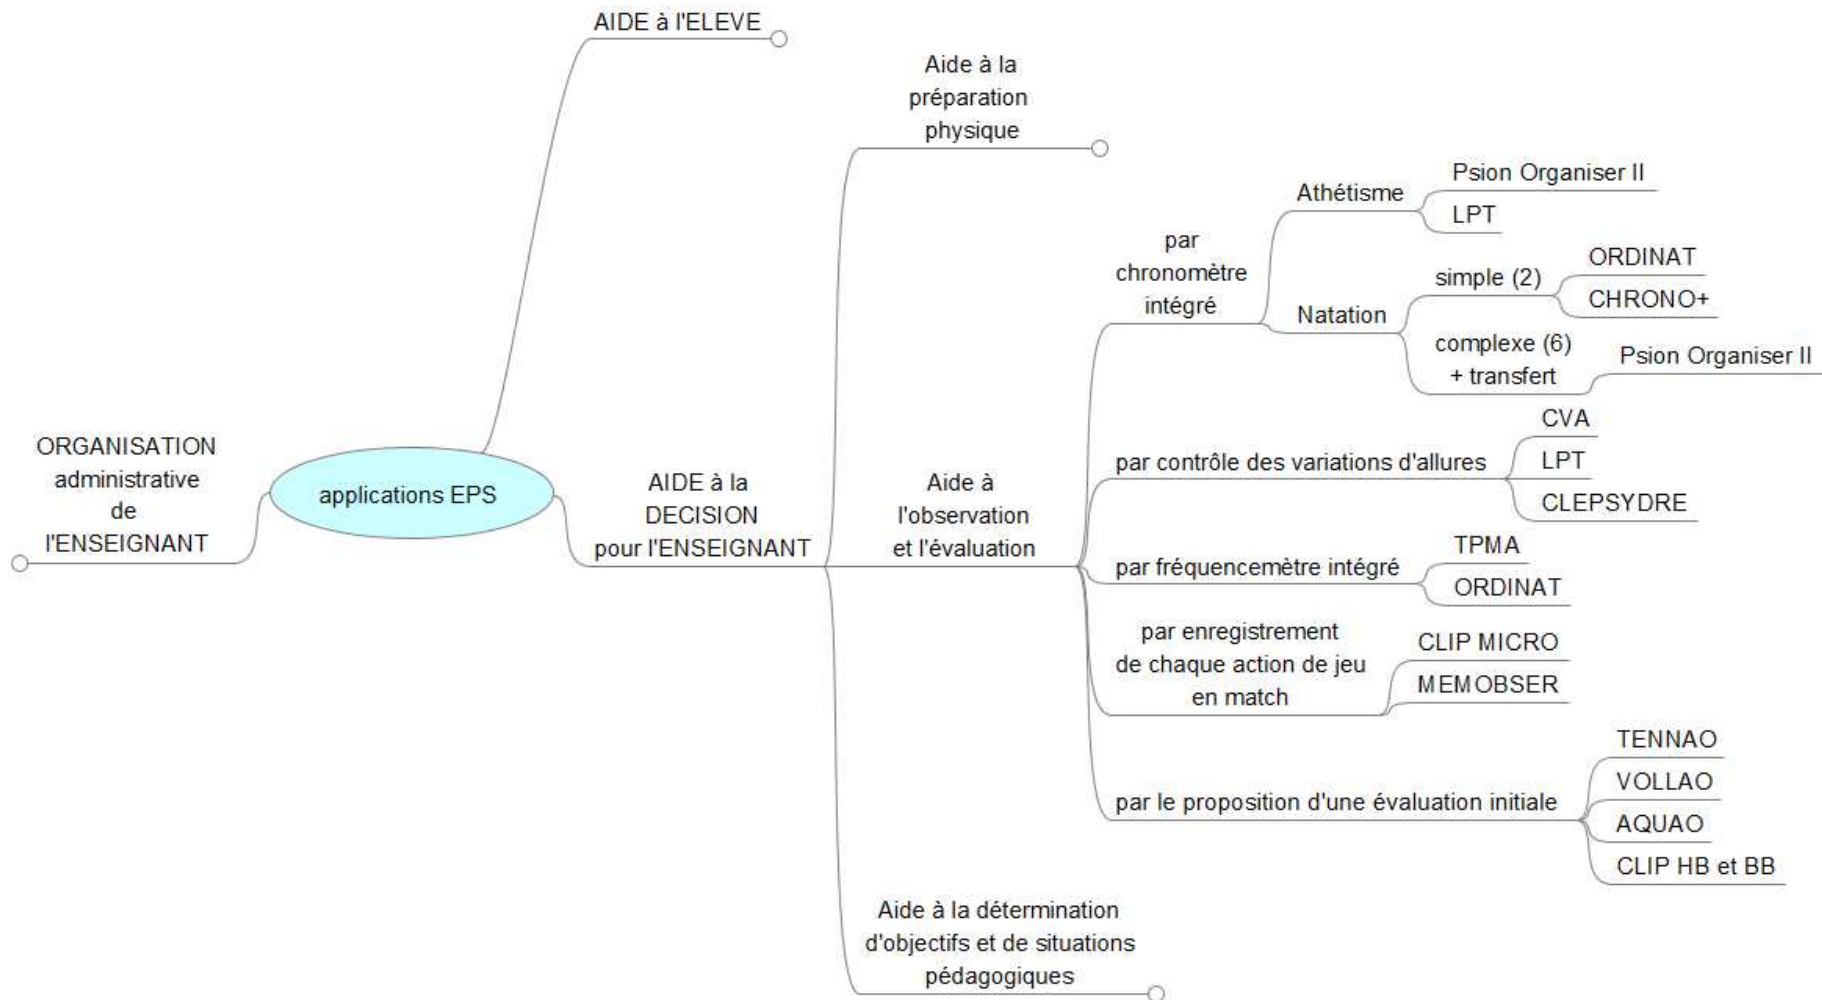 AIDE à l'ELEVE
Aide à la
préparation
physique
Psion Organiser II
Athétisme
LPT
par
chronomètre
intégré
ORDINAT
simple (2)
CHRONO+
Natation
complexe (6)
+ transfert
Psion Organiser II
ORGANISATION
administrative
de
l'ENSEIGNANT
applications EPS
AIDE à la
DECISION
pour l'ENSEIGNANT
Aide à
l'observation
et l'évaluation
CVA
par contrôle des variations d'allures
LPT
CLEPSYDRE
TPMA
par fréquencemètre intégré
ORDINAT
par enregistrement
de chaque action de jeu
en match
CLIP MICRO
MEMOBSER
TENNAO
VOLLAO
par le proposition d'une évaluation initiale
AQUAO
CLIP HB et BB
Aide à la détermination
d'objectifs et de situations
pédagogiques